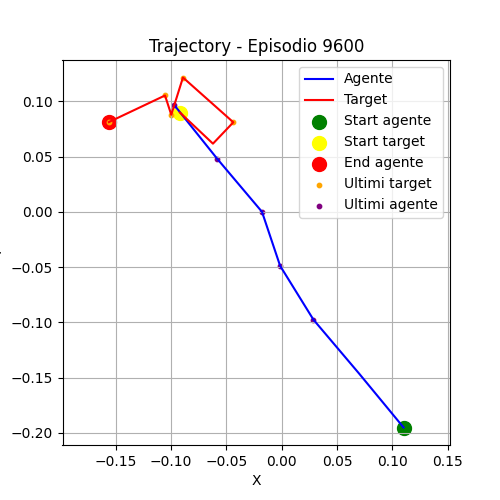 Trajectory - Episodio 9600
Agente
Target
Start agente
Start target
End agente
Ultimi target
Ultimi agente
0.10
0.05
0.00
−0.05
−0.10
−0.15
−0.20
−0.15
−0.10
−0.05
0.00
0.05
0.10
0.15
X